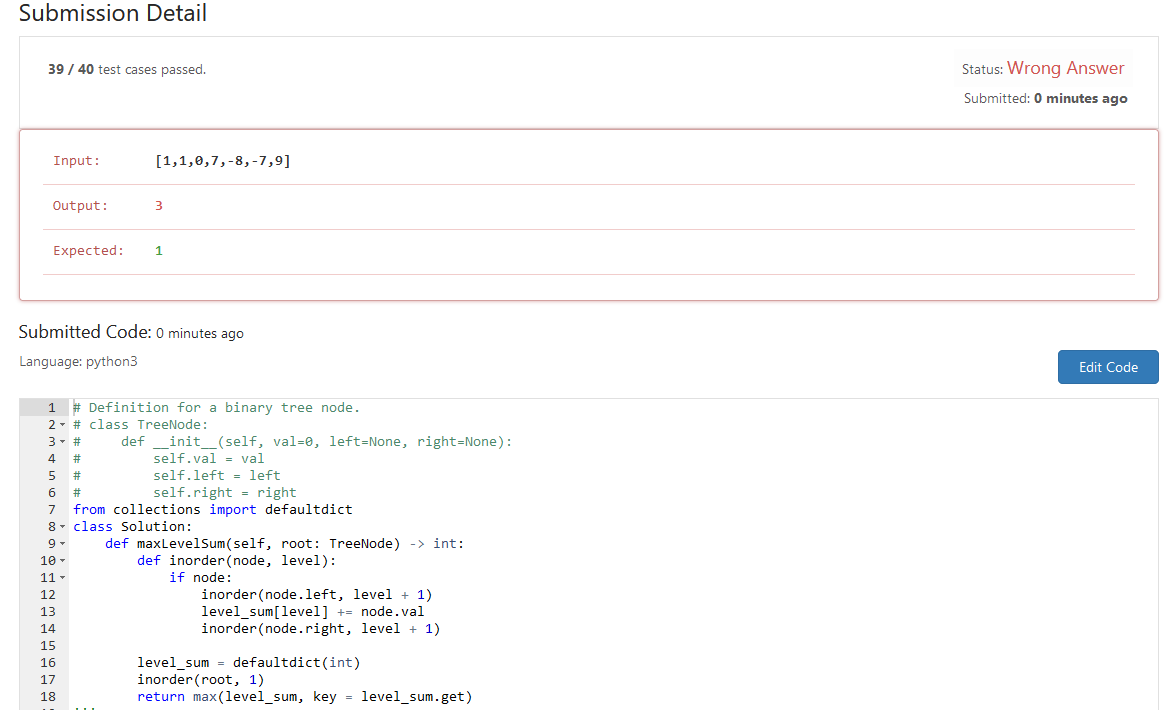 Submission Detail
39 / 40 test cases passed.
Status: Wrong Answer
Submitted: 0 minutes ago
Input: [1,1,0,7,-8,-7,9]
Output: 3
Expected: 1
Submitted Code: 0 minutes ago
Language: python3
Edit Code
1 # Definition for a binary tree node.
2 # class TreeNode:
3 #     def __init__(self, val=0, left=None, right=None):
4 #         self.val = val
5 #         self.left = left
6 #         self.right = right
7 from collections import defaultdict
8 class Solution:
9     def maxLevelSum(self, root: TreeNode) -> int:
10         def inorder(node, level):
11             if node:
12                 inorder(node.left, level + 1)
13                 level_sum[level] += node.val
14                 inorder(node.right, level + 1)
15
16         level_sum = defaultdict(int)
17         inorder(root, 1)
18         return max(level_sum, key = level_sum.get)